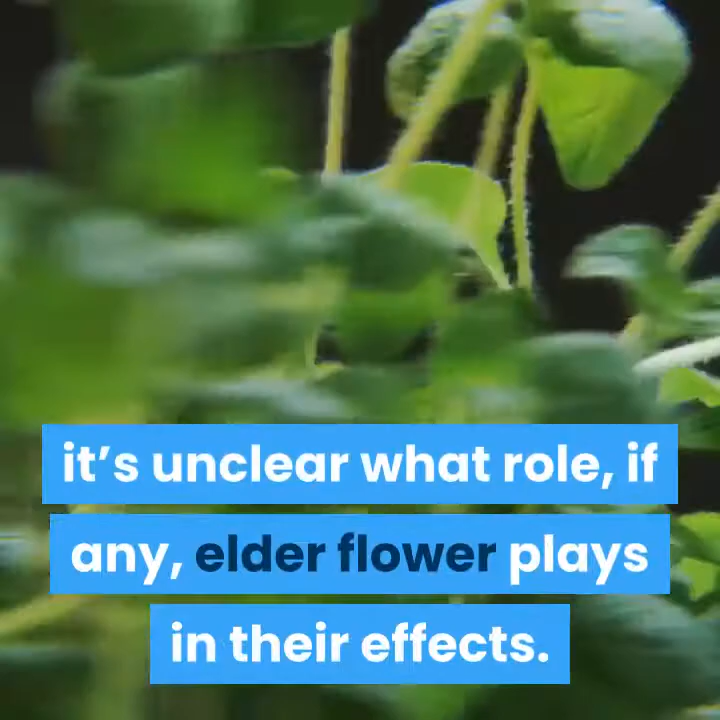 it’s unclear what role, if
any, elder flower plays
in their effects.